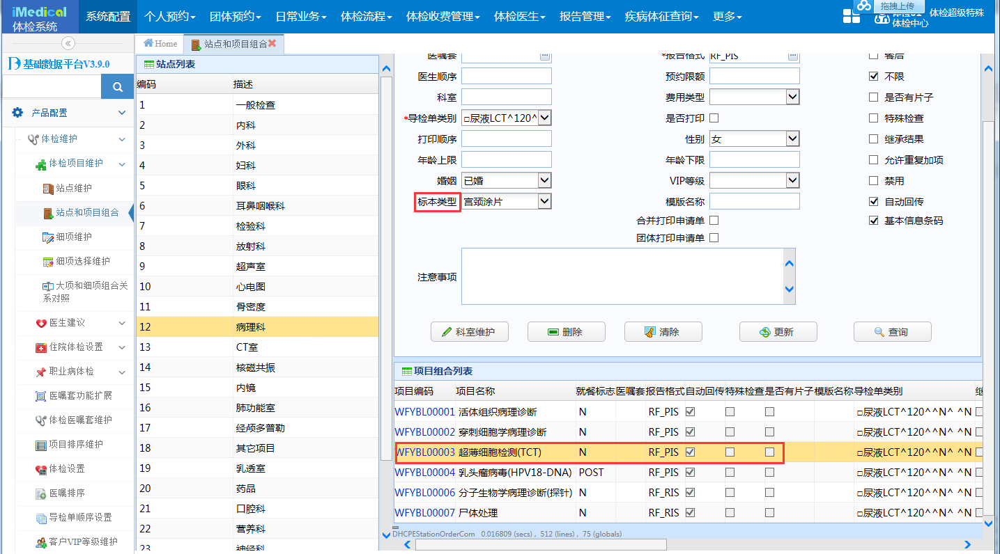 iMedical
体检系统
系统配置 个人预约 团体预约 日常业务 体检流程 体检收费管理 体检医生 报告管理 疾病体征查询 更多
拖拽上传
体检超级特殊
体检中心
Home 站点和项目组合
基础数据平台V3.9.0
产品配置
体检维护
体检项目维护
站点维护
站点和项目组合
细项维护
细项选择维护
大项和细项组合关
系对照
医生建议
住院体检设置
职业病体检
医嘱套功能扩展
体检医嘱套维护
项目排序维护
体检设置
医嘱排序
导检单顺序设置
客户VIP等级维护
站点列表
编码 描述
1 一般检查
2 内科
3 外科
4 妇科
5 眼科
6 耳鼻咽喉科
7 检验科
8 放射科
9 超声室
10 心电图
11 骨密度
12 病理科
13 CT室
14 核磁共振
15 内镜
16 肺功能室
17 经颅多普勒
18 其它项目
19 乳透室
20 药品
21 口腔科
22 营养科
23 神经科
医嘱套 *报告格式 RF_PIS 餐后
医生顺序 预约限额 不限
科室 费用类型 是否有片子
*导检单类别 □尿液LCT^120^ 是否打印 特殊检查
打印顺序 性别 女 继承结果
年龄上限 年龄下限 允许重复加项
婚姻 已婚 VIP等级 禁用
标本类型 宫颈涂片 模版名称 自动回传
合并打印申请单 基本信息条码
团体打印申请单
注意事项
科室维护 删除 清除 更新 查询
项目组合列表
项目编码 项目名称 就餐标志 医嘱套 报告格式 自动回传 特殊检查 是否有片子 模版名称 导检单类别 继
WFYBL00001 活体组织病理诊断 N RF_PIS □尿液LCT^120^^N^ ^N
WFYBL00002 穿刺细胞学病理诊断 N RF_PIS □尿液LCT^120^^N^ ^N
WFYBL00003 超薄细胞检测(TCT) N RF_PIS □尿液LCT^120^^N^ ^N
WFYBL00004 乳头瘤病毒(HPV18-DNA) POST RF_PIS □尿液LCT^120^^N^ ^N
WFYBL00006 分子生物学病理诊断(探针) N RF_RIS □尿液LCT^120^^N^ ^N
WFYBL00007 尸体处理 N RF_RIS □尿液LCT^120^^N^ ^N
DHCPEStationOrderCom 0.016809 (secs) , 512 (lines) , 75 (globals)